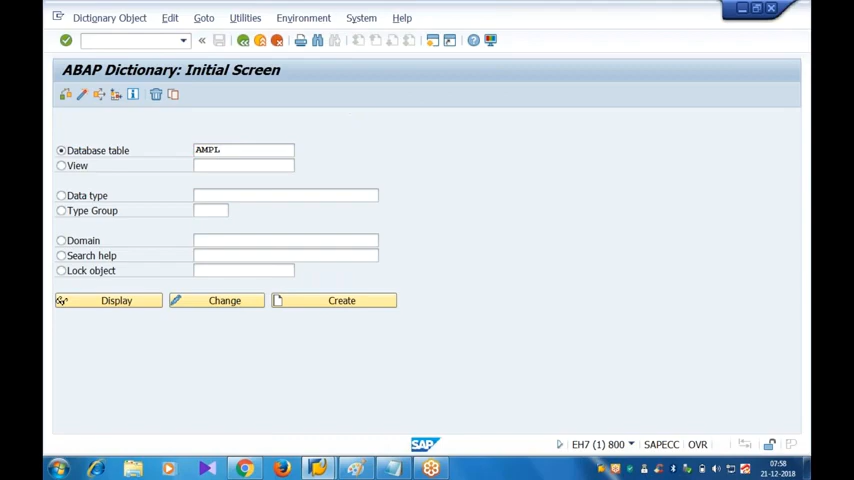 Dictionary Object Edit Goto Utilities Environment System Help
ABAP Dictionary: Initial Screen
Database table AMPL
View
Data type
Type Group
Domain
Search help
Lock object
Display Change Create
SAP EH7 (1) 800 SAPECC OVR
07:58
21-12-2018